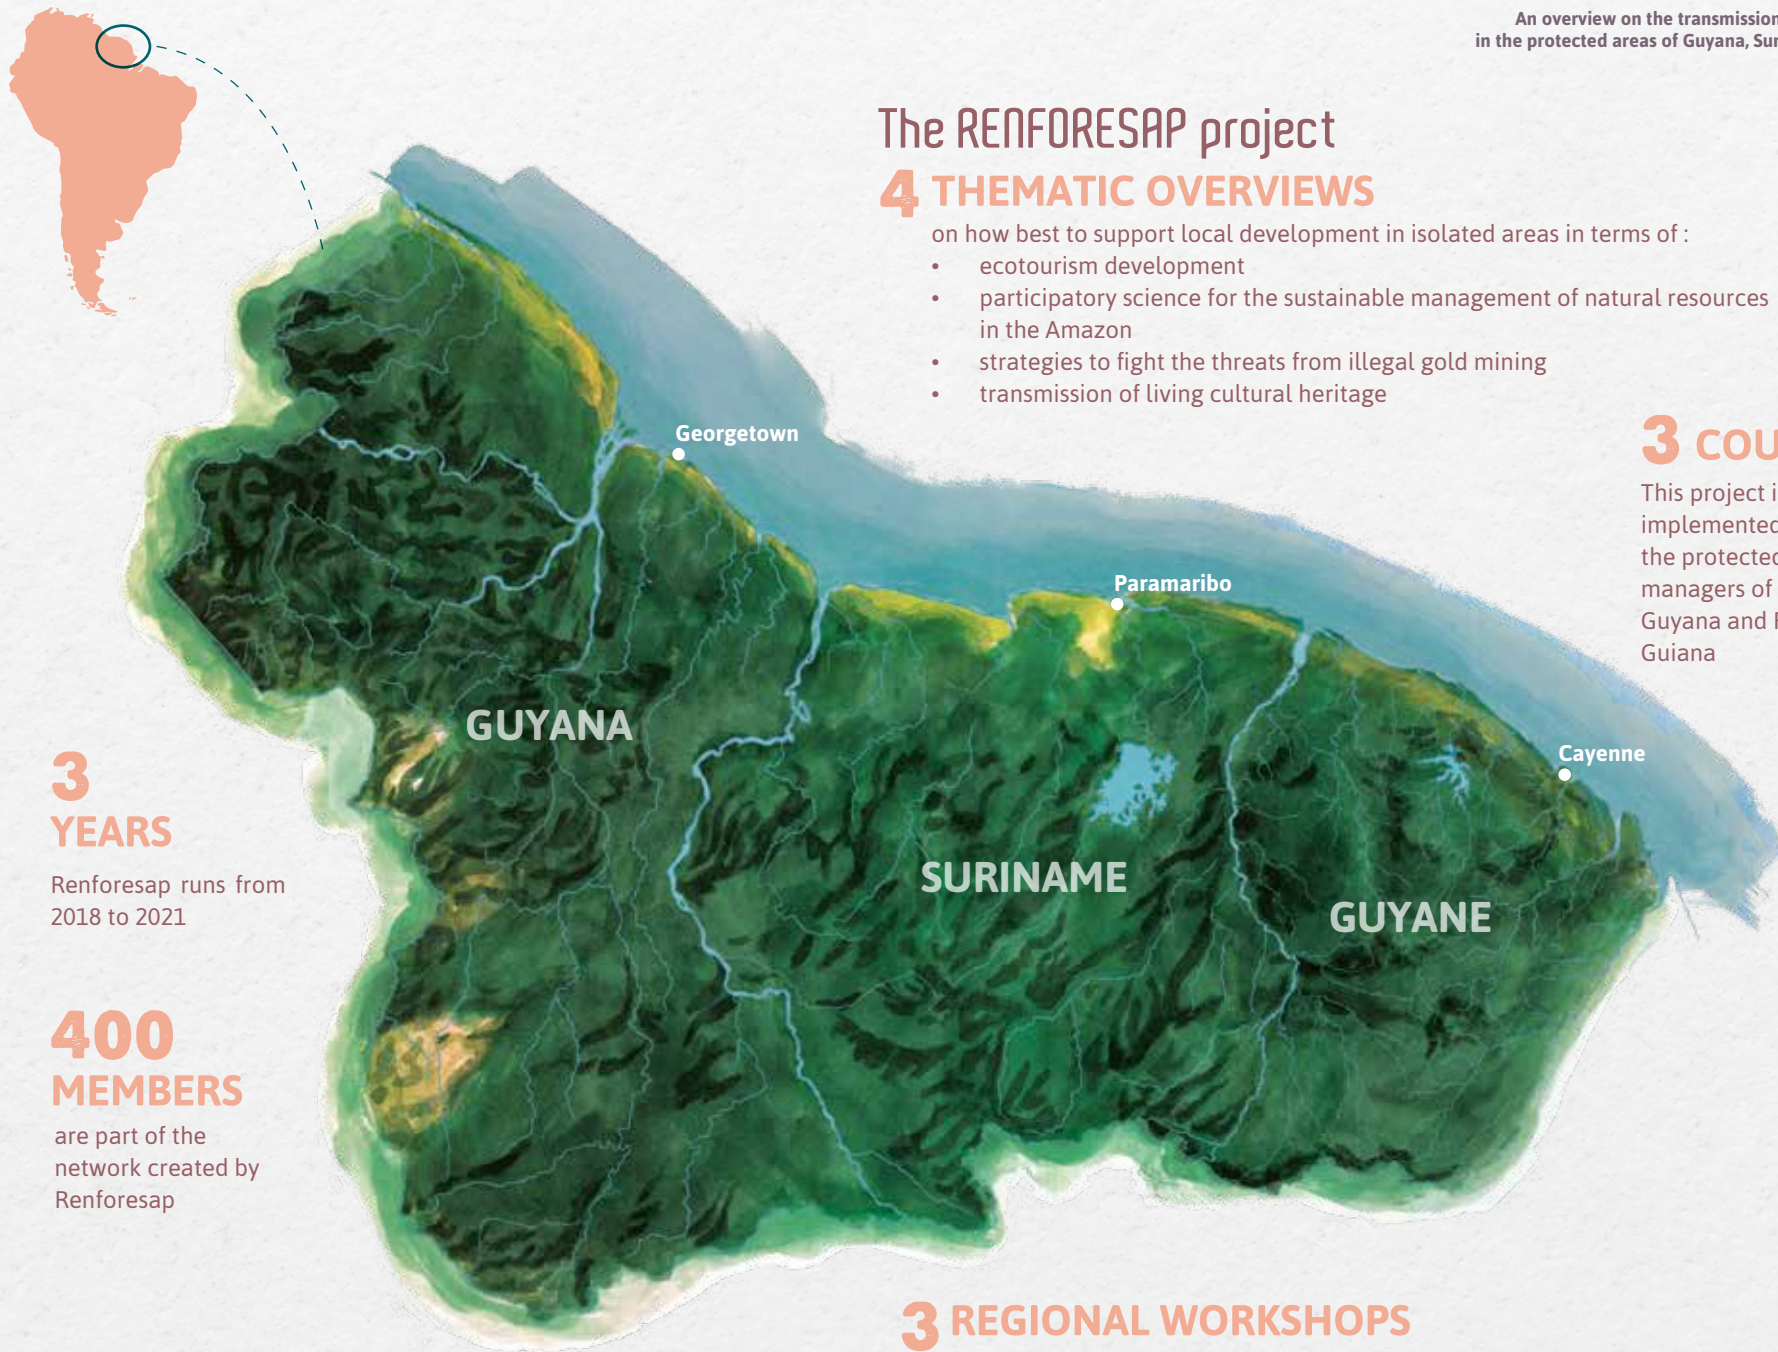 An overview on the transmission
in the protected areas of Guyana,
The RENFORESAP project
4 THEMATIC OVERVIEWS
on how best to support local development in isolated areas in terms of :
• ecotourism development
• participatory science for the sustainable management of natural resources
in the Amazon
• strategies to fight the threats from illegal gold mining
• transmission of living cultural heritage
3
This project
implemented
the protected
managers of
Guyana and
Guiana
Georgetown
Paramaribo
Cayenne
GUYANA
SURINAME
GUYANE
3
YEARS
Renforesap runs from
2018 to 2021
400
MEMBERS
are part of the
network created by
Renforesap
3 REGIONAL WORKSHOPS